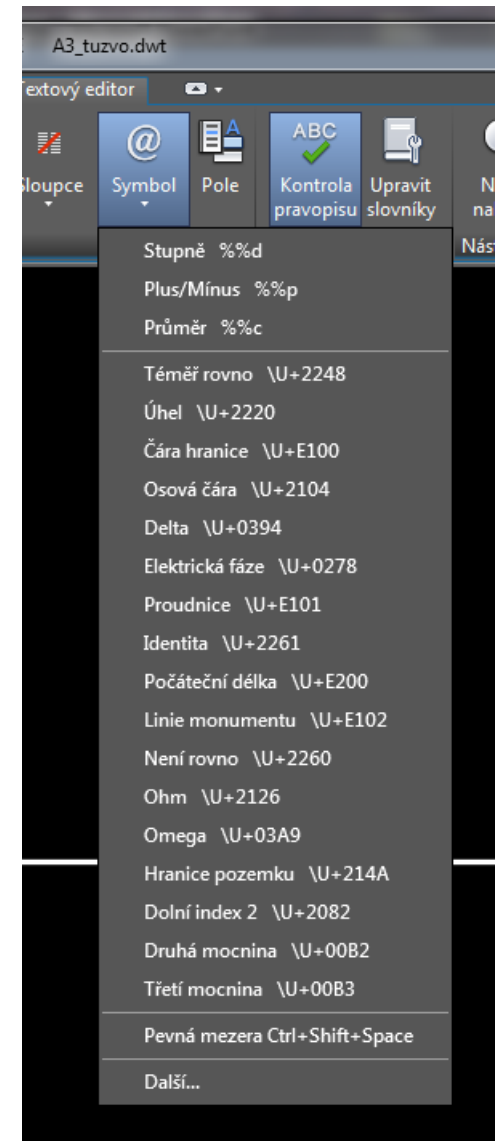 A3_tuzvo.dwt
Textový editor
Sloupce
Symbol
Pole
ABC
Kontrola pravopisu
Upravit slovníky
Stupně %%d
Plus/Mínus %%p
Průměr %%c
Téměř rovno \U+2248
Úhel \U+2220
Čára hranice \U+E100
Osová čára \U+2104
Delta \U+0394
Elektrická fáze \U+0278
Proudnice \U+E101
Identita \U+2261
Počáteční délka \U+E200
Linie monumentu \U+E102
Není rovno \U+2260
Ohm \U+2126
Omega \U+03A9
Hranice pozemku \U+214A
Dolní index 2 \U+2082
Druhá mocnina \U+00B2
Třetí mocnina \U+00B3
Pevná mezera Ctrl+Shift+Space
Další...